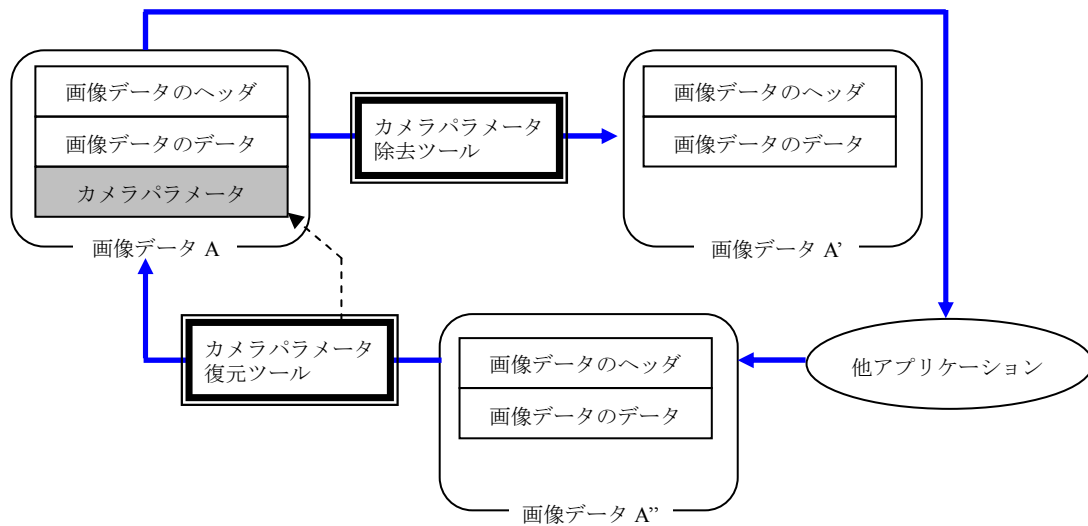 画像データのヘッダ
画像データのデータ
カメラパラメータ
画像データ A
カメラパラメータ
除去ツール
画像データのヘッダ
画像データのデータ
画像データ A’
カメラパラメータ
復元ツール
画像データのヘッダ
画像データのデータ
画像データ A”
他アプリケーション